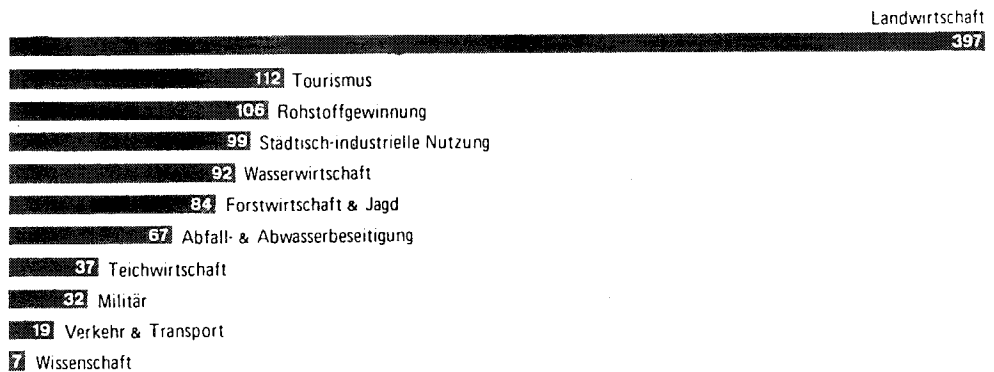 Landwirtschaft
397
112 Tourismus
106 Rohstoffgewinnung
99 Städtisch-industrielle Nutzung
92 Wasserwirtschaft
84 Forstwirtschaft & Jagd
67 Abfall- & Abwasserbeseitigung
37 Teichwirtschaft
32 Militär
19 Verkehr & Transport
7 Wissenschaft